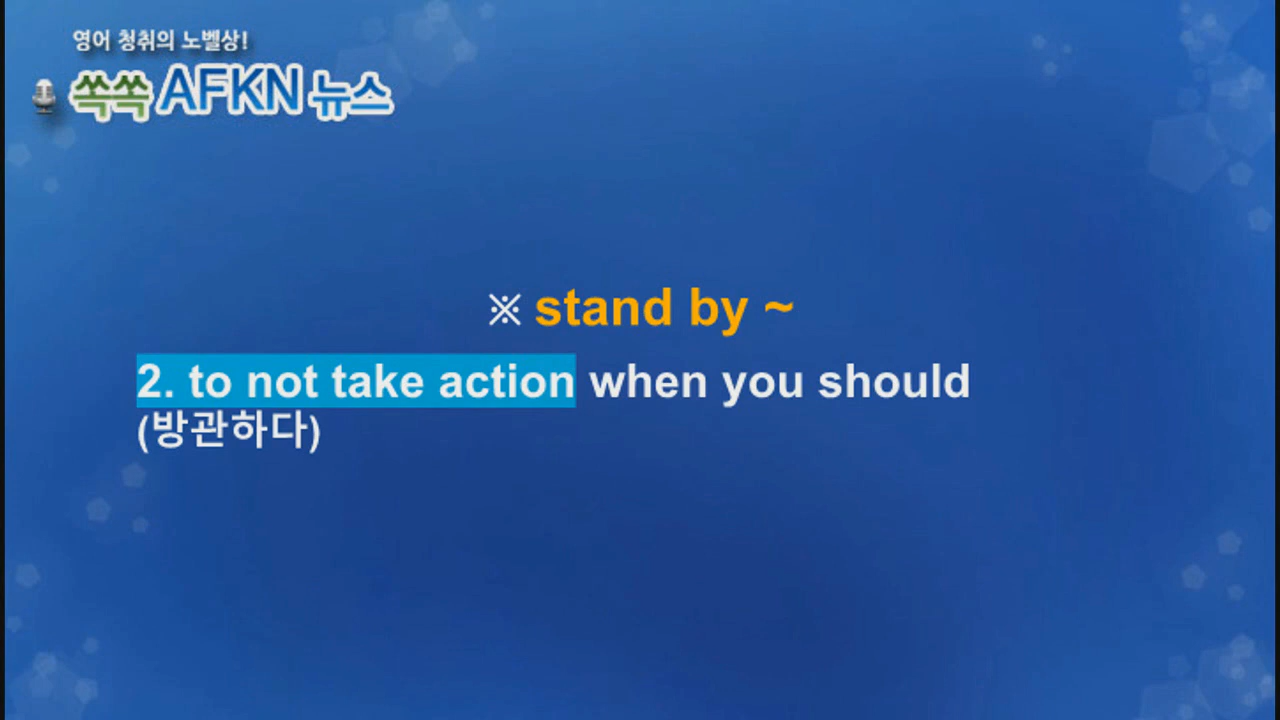 영어 청취의 노벨상!
쏙쏙 AFKN 뉴스
※ stand by ~
2. to not take action when you should
(방관하다)